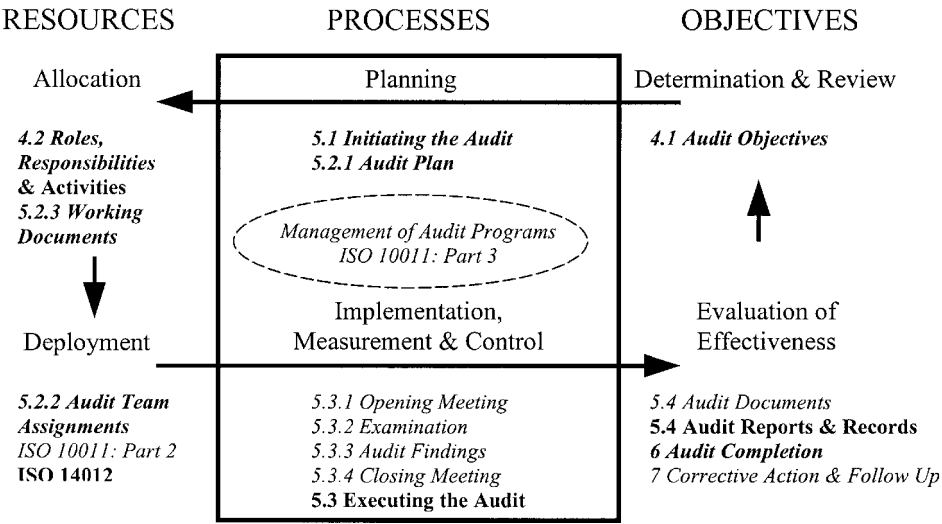 RESOURCES
PROCESSES
OBJECTIVES
Allocation
Planning
Determination & Review
4.2 Roles,
Responsibilities
& Activities
5.2.3 Working
Documents
5.1 Initiating the Audit
5.2.1 Audit Plan
4.1 Audit Objectives
Management of Audit Programs
ISO 10011: Part 3
Deployment
Implementation,
Measurement & Control
Evaluation of
Effectiveness
5.2.2 Audit Team
Assignments
ISO 10011: Part 2
ISO 14012
5.3.1 Opening Meeting
5.3.2 Examination
5.3.3 Audit Findings
5.3.4 Closing Meeting
5.3 Executing the Audit
5.4 Audit Documents
5.4 Audit Reports & Records
6 Audit Completion
7 Corrective Action & Follow Up